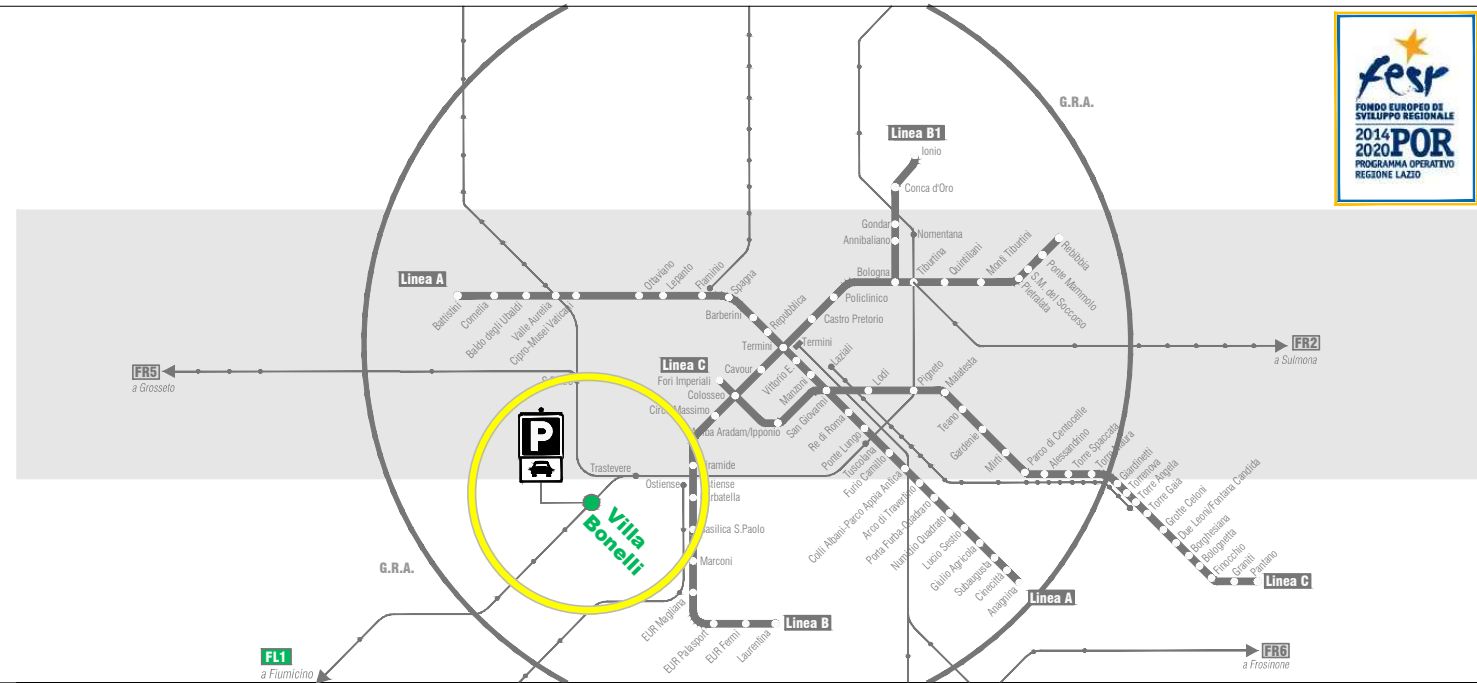 fesr
FONDO EUROPEO DI
SVILUPPO REGIONALE
2014
2020 POR
PROGRAMMA OPERATIVO
REGIONE LAZIO
G.R.A.
Linea B1
Ionio
Conca d'Oro
Gondar
Annibaliano
Nomentana
Bologna
Tiburtina
Quintiliani
Monti Tiburtini
Rebibbia
Ponte Mammolo
S.M. del Soccorso
Pietralata
Linea A
Battistini
Cornelia
Baldo degli Ubaldi
Valle Aurelia
Cipro-Musei Vaticani
Ottaviano
Lepanto
Flaminio
Spagna
Barberini
Repubblica
Policlinico
Castro Pretorio
Termini
Termini
Laziali
FR2
a Sulmona
FR5
a Grosseto
Linea C
Fori Imperiali
Colosseo
Cavour
Vittorio E.
Manzoni
San Giovanni
Lodi
Pigneto
Malatesta
Circo Massimo
Amba Aradam/Ipponio
Re di Roma
Ponte Lungo
Tuscolana
Furio Camillo
Colli Albani-Parco Appia Antica
Arco di Travertino
Porta Furba-Quadraro
Numidio Quadrato
Lucio Sestio
Giulio Agricola
Subaugusta
Cinecittà
Anagnina
Linea A
Teano
Gardenie
Mirti
Parco di Centocelle
Alessandrino
Torre Spaccata
Torre Maura
Giardinetti
Torrenova
Torre Angela
Torre Gaia
Grotte Celoni
Due Leoni/Fontana Candida
Borghesiana
Bolognetta
Finocchio
Graniti
Pantano
Linea C
P
Trastevere
Ostiense
Piramide
Ostiense
Garbatella
Basilica S.Paolo
Marconi
EUR Magliana
EUR Palasport
EUR Fermi
Laurentina
Linea B
Villa
Bonelli
G.R.A.
FL1
a Fiumicino
FR6
a Frosinone